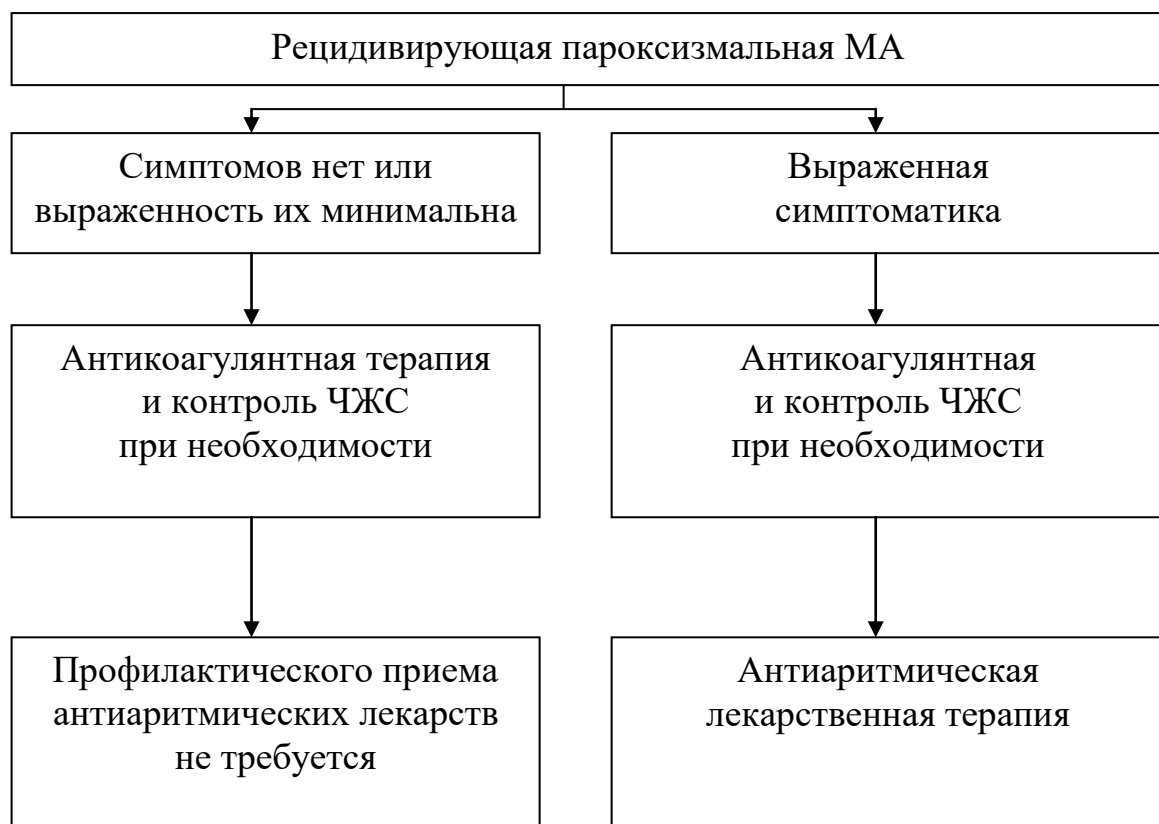 Рецидивирующая пароксизмальная МА
Симптомов нет или
выраженность их минимальна
Выраженная
симптоматика
Антикоагулянтная терапия
и контроль ЧЖС
при необходимости
Антикоагулянтная
и контроль ЧЖС
при необходимости
Профилактического приема
антиаритмических лекарств
не требуется
Антиаритмическая
лекарственная терапия